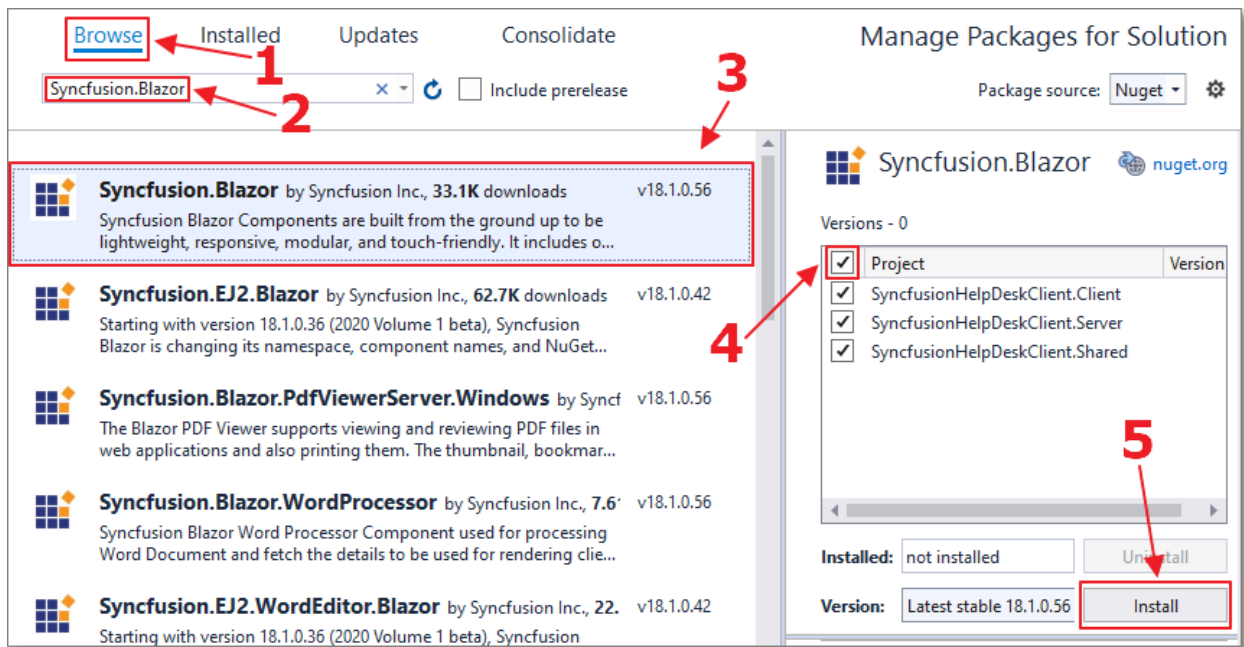 Browse Installed Updates Consolidate Manage Packages for Solution
1
Syncfusion.Blazor Include prerelease Package source: Nuget
2
3
Syncfusion.Blazor by Syncfusion Inc., 33.1K downloads v18.1.0.56
Syncfusion Blazor Components are built from the ground up to be
lightweight, responsive, modular, and touch-friendly. It includes o...
Syncfusion.EJ2.Blazor by Syncfusion Inc., 62.7K downloads v18.1.0.42
Starting with version 18.1.0.36 (2020 Volume 1 beta), Syncfusion
Blazor is changing its namespace, component names, and NuGet...
Syncfusion.Blazor.PdfViewerServer.Windows by Syncf v18.1.0.56
The Blazor PDF Viewer supports viewing and reviewing PDF files in
web applications and also printing them. The thumbnail, bookmar...
Syncfusion.Blazor.WordProcessor by Syncfusion Inc., 7.6 v18.1.0.56
Syncfusion Blazor Word Processor Component used for processing
Word Document and fetch the details to be used for rendering clie...
Syncfusion.EJ2.WordEditor.Blazor by Syncfusion Inc., 22. v18.1.0.42
Starting with version 18.1.0.36 (2020 Volume 1 beta), Syncfusion
Syncfusion.Blazor nuget.org
Versions - 0
Project Version
SyncfusionHelpDeskClient.Client
SyncfusionHelpDeskClient.Server
SyncfusionHelpDeskClient.Shared
4
5
Installed: not installed Uninstall
Version: Latest stable 18.1.0.56 Install